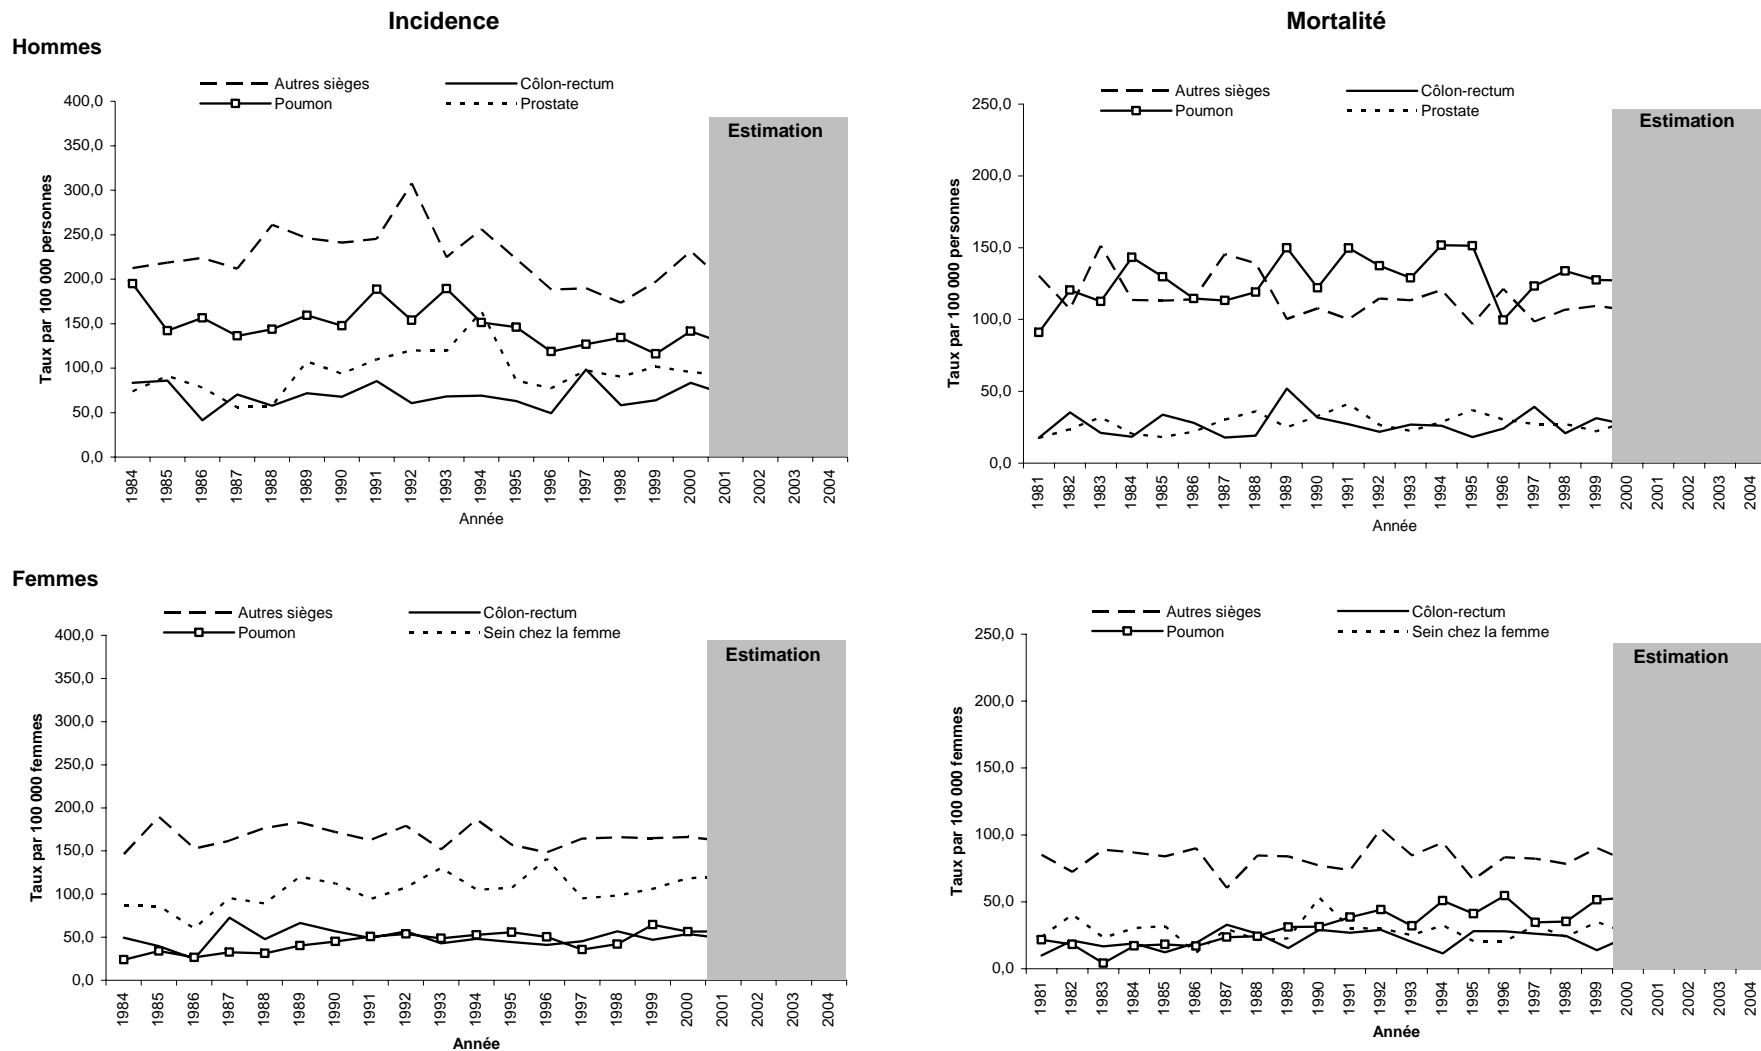 Incidence
Hommes
Autres sièges
Côlon-rectum
Poumon
Prostate
400,0
350,0
300,0
250,0
200,0
150,0
100,0
50,0
0,0
Taux par 100 000 personnes
Estimation
1984 1985 1986 1987 1988 1989 1990 1991 1992 1993 1994 1995 1996 1997 1998 1999 2000 2001 2002 2003 2004
Année
Mortalité
Autres sièges
Côlon-rectum
Poumon
Prostate
250,0
200,0
150,0
100,0
50,0
0,0
Taux par 100 000 personnes
Estimation
1981 1982 1983 1984 1985 1986 1987 1988 1989 1990 1991 1992 1993 1994 1995 1996 1997 1998 1999 2000 2001 2002 2003 2004
Année
Femmes
Autres sièges
Côlon-rectum
Poumon
Sein chez la femme
400,0
350,0
300,0
250,0
200,0
150,0
100,0
50,0
0,0
Taux par 100 000 femmes
Estimation
1984 1985 1986 1987 1988 1989 1990 1991 1992 1993 1994 1995 1996 1997 1998 1999 2000 2001 2002 2003 2004
Année
Autres sièges
Côlon-rectum
Poumon
Sein chez la femme
250,0
200,0
150,0
100,0
50,0
0,0
Taux par 100 000 femmes
Estimation
1981 1982 1983 1984 1985 1986 1987 1988 1989 1990 1991 1992 1993 1994 1995 1996 1997 1998 1999 2000 2001 2002 2003 2004
Année